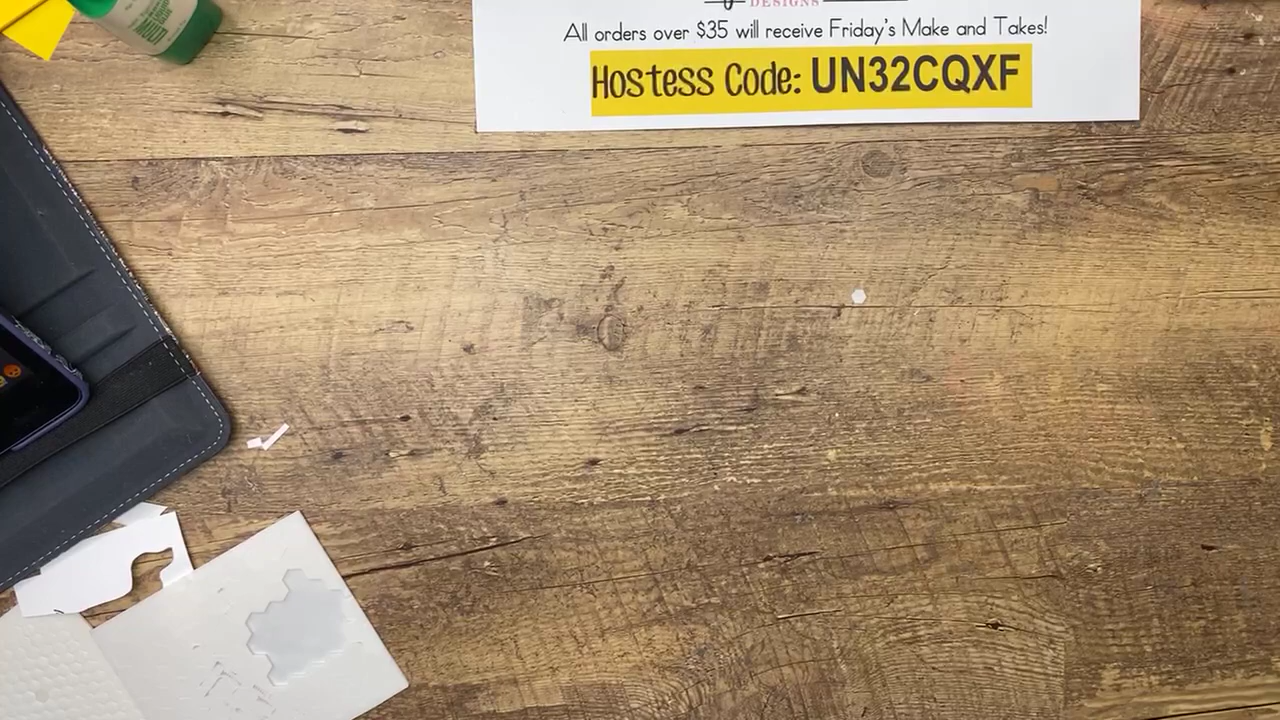 DESIGNS
All orders over $35 will receive Friday's Make and Takes!
Hostess Code: UN32CQXF